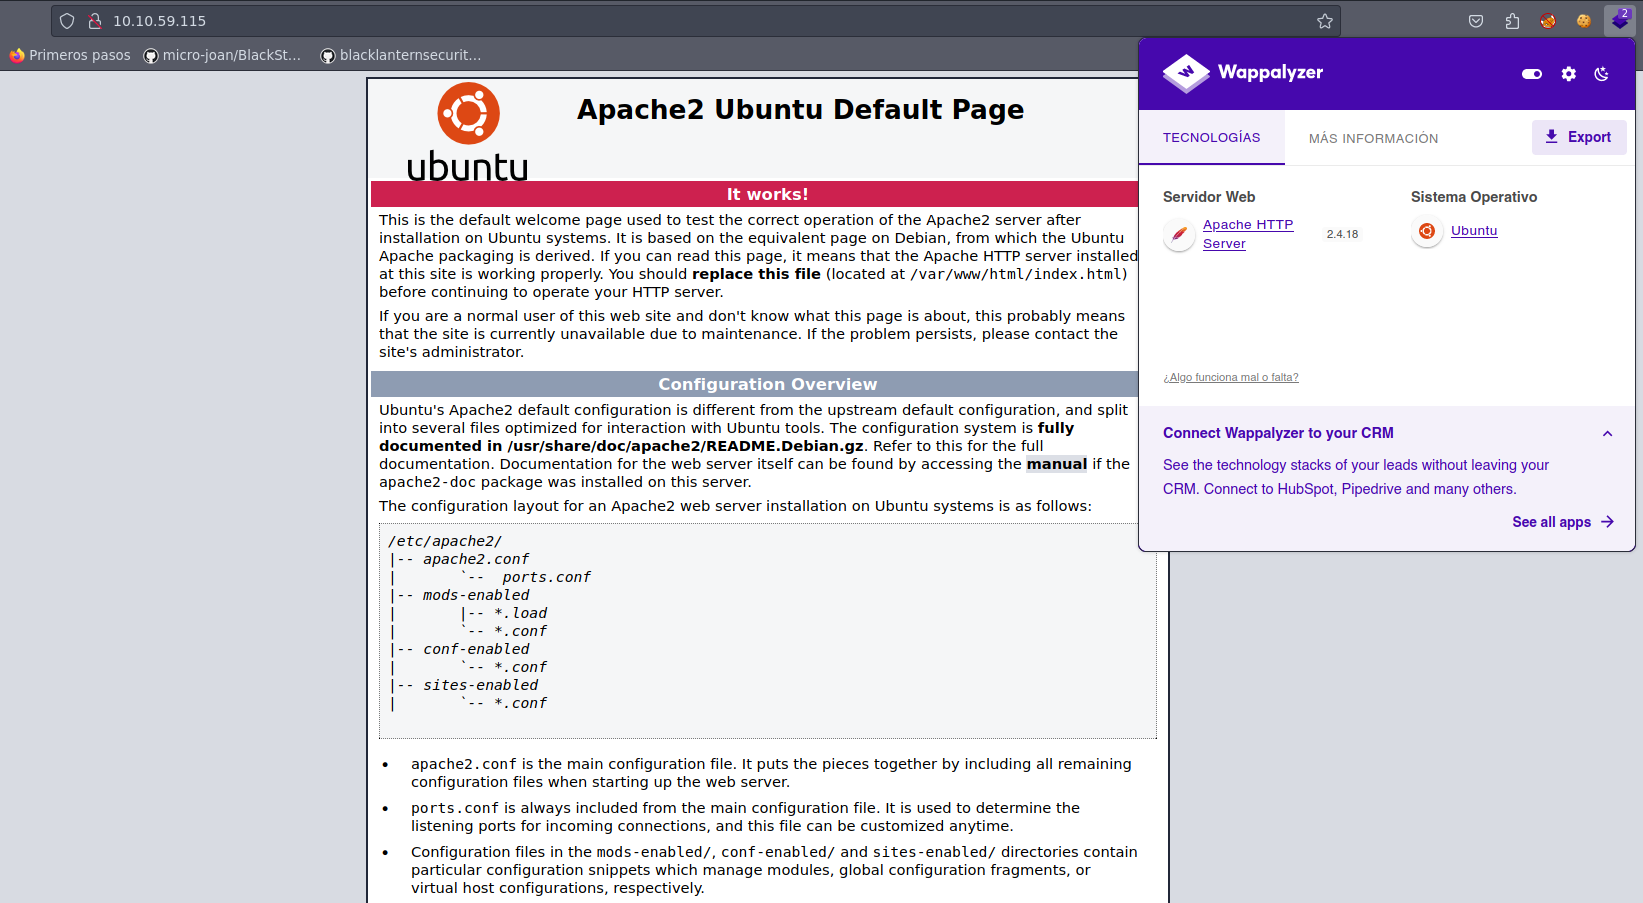 10.10.59.115
2
Primeros pasos
micro-joan/BlackSt…
blacklanternsecurit…
ubuntu
Apache2 Ubuntu Default Page
It works!
This is the default welcome page used to test the correct operation of the Apache2 server after
installation on Ubuntu systems. It is based on the equivalent page on Debian, from which the Ubuntu
Apache packaging is derived. If you can read this page, it means that the Apache HTTP server installed
at this site is working properly. You should replace this file (located at /var/www/html/index.html)
before continuing to operate your HTTP server.
If you are a normal user of this web site and don't know what this page is about, this probably means
that the site is currently unavailable due to maintenance. If the problem persists, please contact the
site's administrator.
Configuration Overview
Ubuntu's Apache2 default configuration is different from the upstream default configuration, and split
into several files optimized for interaction with Ubuntu tools. The configuration system is fully
documented in /usr/share/doc/apache2/README.Debian.gz. Refer to this for the full
documentation. Documentation for the web server itself can be found by accessing the manual if the
apache2-doc package was installed on this server.
The configuration layout for an Apache2 web server installation on Ubuntu systems is as follows:
/etc/apache2/
|-- apache2.conf
|       `--  ports.conf
|-- mods-enabled
|       |-- *.load
|       `-- *.conf
|-- conf-enabled
|       `-- *.conf
|-- sites-enabled
|       `-- *.conf
• apache2.conf is the main configuration file. It puts the pieces together by including all remaining
configuration files when starting up the web server.
• ports.conf is always included from the main configuration file. It is used to determine the
listening ports for incoming connections, and this file can be customized anytime.
• Configuration files in the mods-enabled/, conf-enabled/ and sites-enabled/ directories contain
particular configuration snippets which manage modules, global configuration fragments, or
virtual host configurations, respectively.
W Wappalyzer
TECNOLOGÍAS
MÁS INFORMACIÓN
Export
Servidor Web
Apache HTTP
Server
2.4.18
Sistema Operativo
Ubuntu
¿Algo funciona mal o falta?
Connect Wappalyzer to your CRM
See the technology stacks of your leads without leaving your
CRM. Connect to HubSpot, Pipedrive and many others.
See all apps